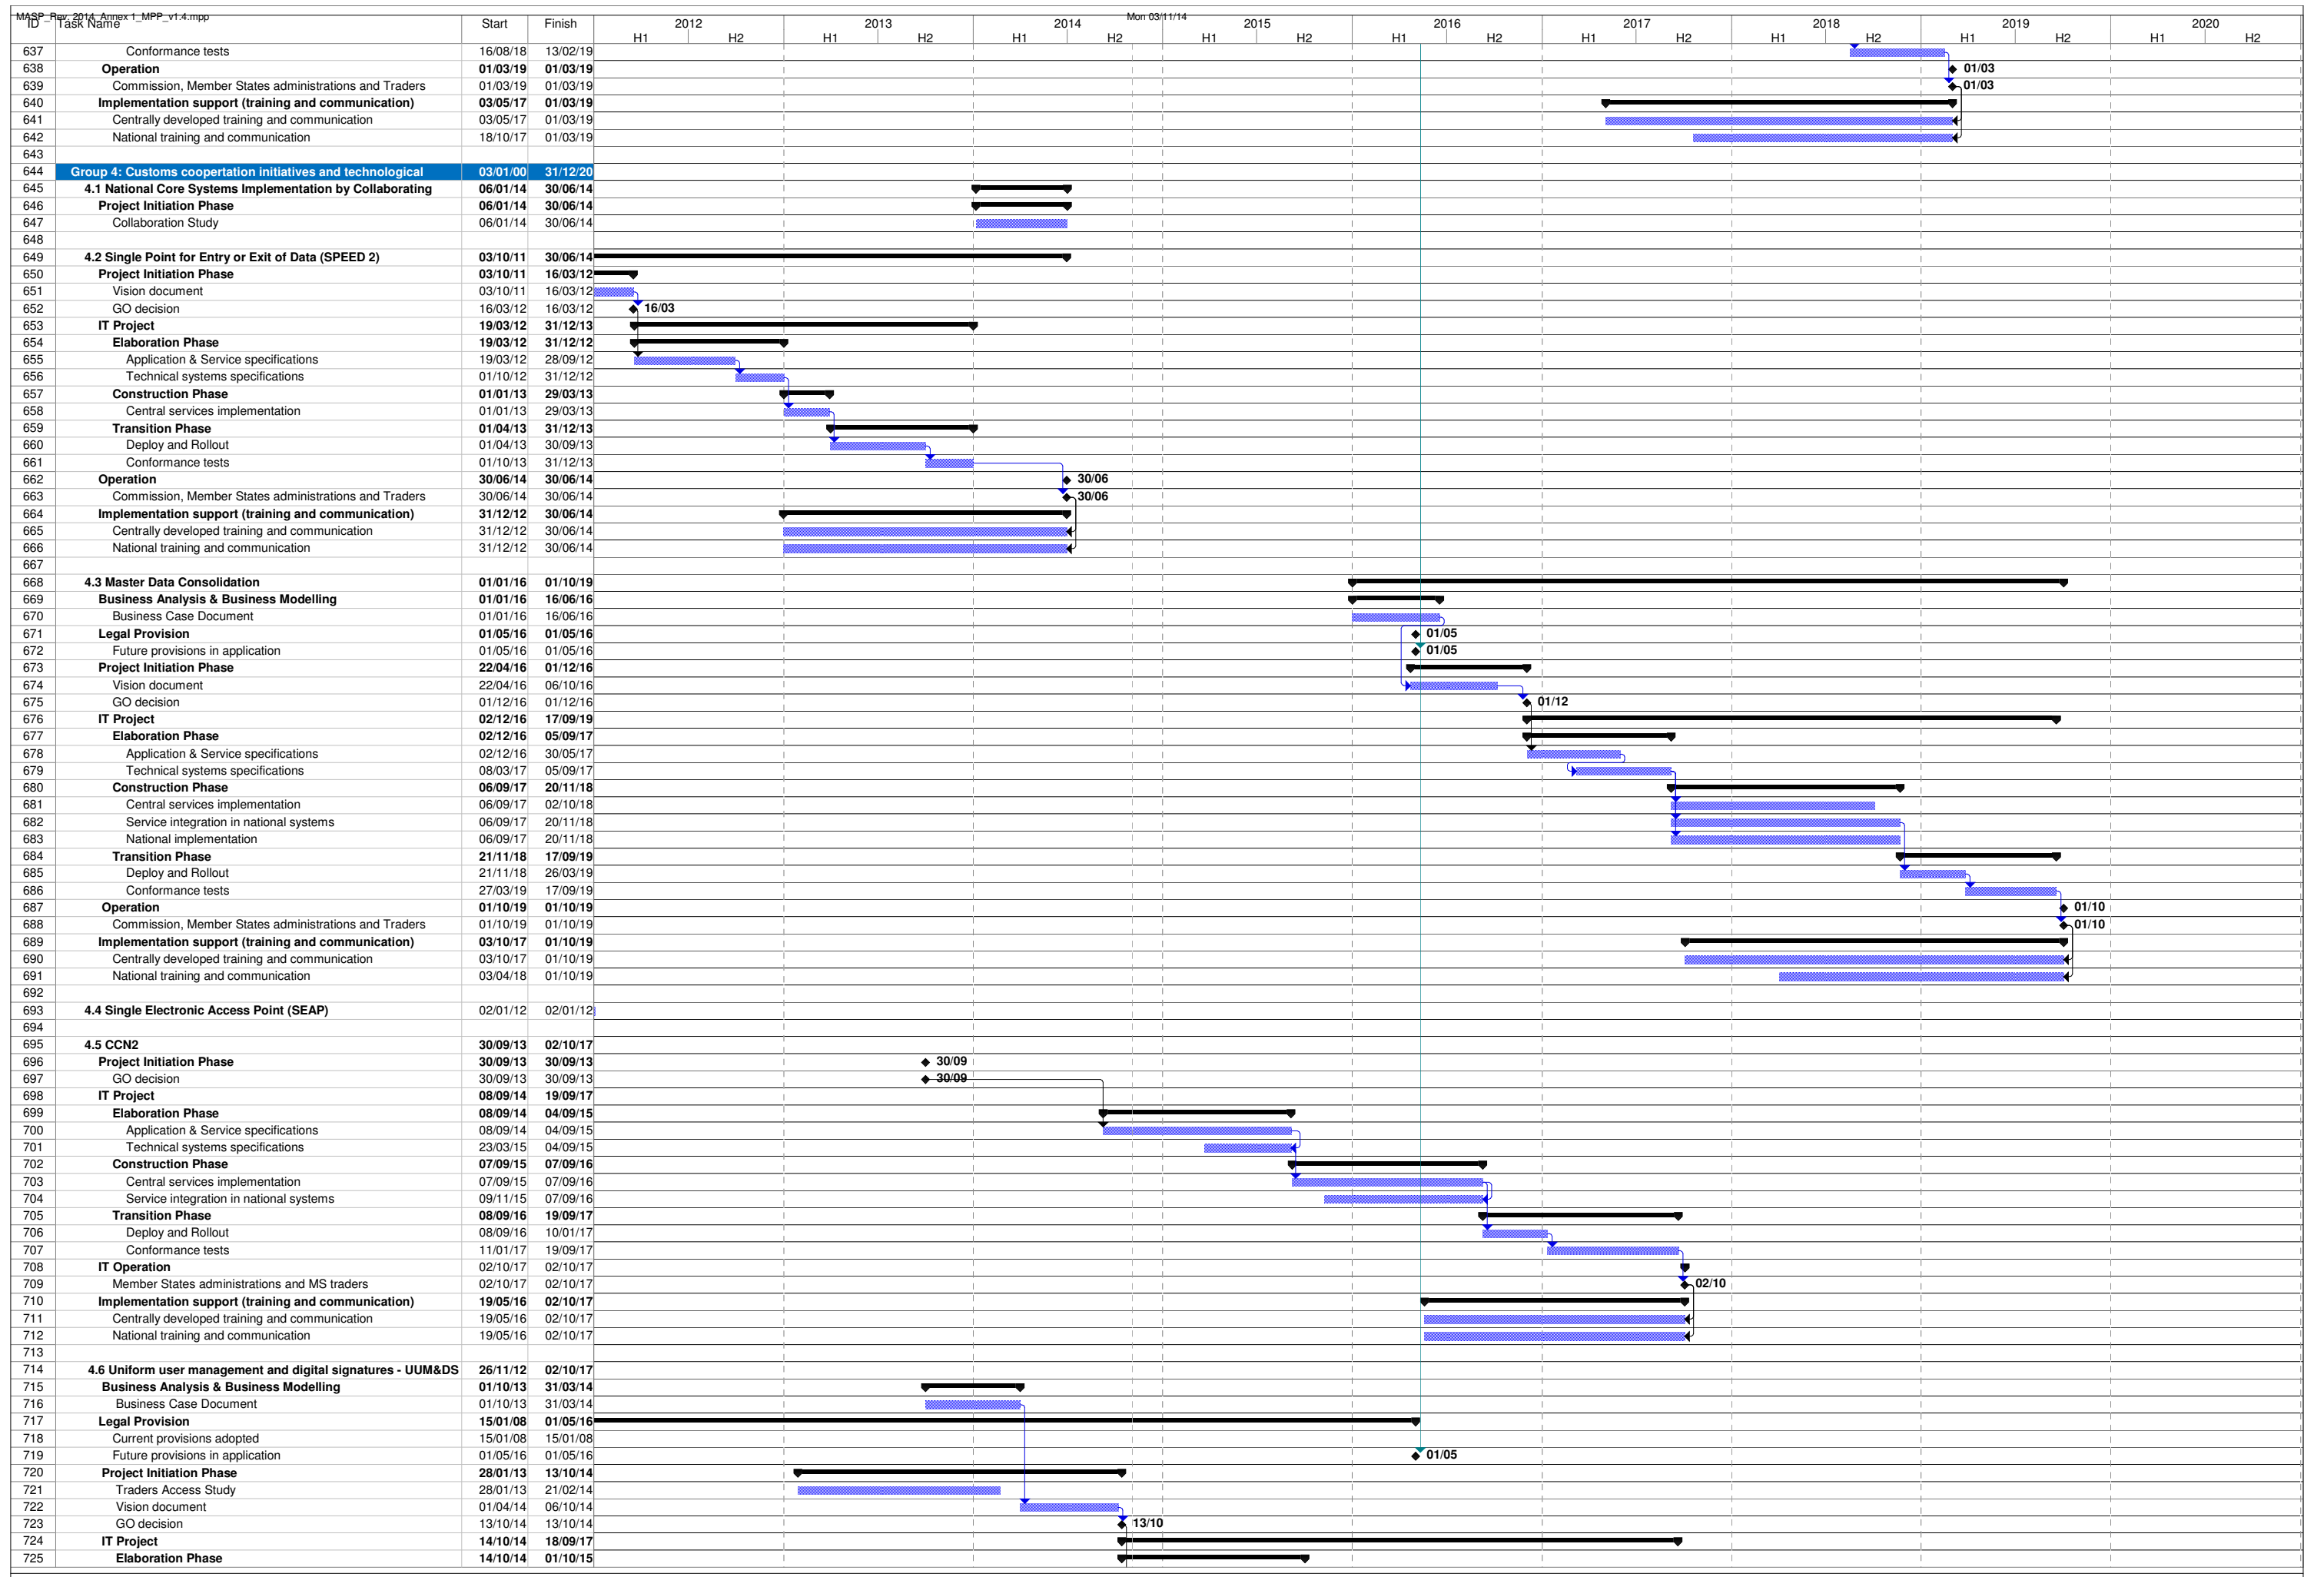 MASP_Rev. 2014_Annex 1_MPP_v1.4.mpp Mon 03/11/14
ID Task Name Start Finish 2012 2013 2014 2015 2016 2017 2018 2019 2020
H1 H2 H1 H2 H1 H2 H1 H2 H1 H2 H1 H2 H1 H2 H1 H2 H1 H2
637 Conformance tests 16/08/18 13/02/19
638 Operation 01/03/19 01/03/19 01/03
639 Commission, Member States administrations and Traders 01/03/19 01/03/19 01/03
640 Implementation support (training and communication) 03/05/17 01/03/19
641 Centrally developed training and communication 03/05/17 01/03/19
642 National training and communication 18/10/17 01/03/19
643
644 Group 4: Customs coopertation initiatives and technological 03/01/00 31/12/20
645 4.1 National Core Systems Implementation by Collaborating 06/01/14 30/06/14
646 Project Initiation Phase 06/01/14 30/06/14
647 Collaboration Study 06/01/14 30/06/14
648
649 4.2 Single Point for Entry or Exit of Data (SPEED 2) 03/10/11 30/06/14
650 Project Initiation Phase 03/10/11 16/03/12
651 Vision document 03/10/11 16/03/12
652 GO decision 16/03/12 16/03/12 16/03
653 IT Project 19/03/12 31/12/13
654 Elaboration Phase 19/03/12 31/12/12
655 Application & Service specifications 19/03/12 28/09/12
656 Technical systems specifications 01/10/12 31/12/12
657 Construction Phase 01/01/13 29/03/13
658 Central services implementation 01/01/13 29/03/13
659 Transition Phase 01/04/13 31/12/13
660 Deploy and Rollout 01/04/13 30/09/13
661 Conformance tests 01/10/13 31/12/13
662 Operation 30/06/14 30/06/14 30/06
663 Commission, Member States administrations and Traders 30/06/14 30/06/14 30/06
664 Implementation support (training and communication) 31/12/12 30/06/14
665 Centrally developed training and communication 31/12/12 30/06/14
666 National training and communication 31/12/12 30/06/14
667
668 4.3 Master Data Consolidation 01/01/16 01/10/19
669 Business Analysis & Business Modelling 01/01/16 16/06/16
670 Business Case Document 01/01/16 16/06/16
671 Legal Provision 01/05/16 01/05/16 01/05
672 Future provisions in application 01/05/16 01/05/16 01/05
673 Project Initiation Phase 22/04/16 01/12/16
674 Vision document 22/04/16 06/10/16
675 GO decision 01/12/16 01/12/16 01/12
676 IT Project 02/12/16 17/09/19
677 Elaboration Phase 02/12/16 05/09/17
678 Application & Service specifications 02/12/16 30/05/17
679 Technical systems specifications 08/03/17 05/09/17
680 Construction Phase 06/09/17 20/11/18
681 Central services implementation 06/09/17 02/10/18
682 Service integration in national systems 06/09/17 20/11/18
683 National implementation 06/09/17 20/11/18
684 Transition Phase 21/11/18 17/09/19
685 Deploy and Rollout 21/11/18 26/03/19
686 Conformance tests 27/03/19 17/09/19
687 Operation 01/10/19 01/10/19 01/10
688 Commission, Member States administrations and Traders 01/10/19 01/10/19 01/10
689 Implementation support (training and communication) 03/10/17 01/10/19
690 Centrally developed training and communication 03/10/17 01/10/19
691 National training and communication 03/04/18 01/10/19
692
693 4.4 Single Electronic Access Point (SEAP) 02/01/12 02/01/12
694
695 4.5 CCN2 30/09/13 02/10/17
696 Project Initiation Phase 30/09/13 30/09/13 30/09
697 GO decision 30/09/13 30/09/13 30/09
698 IT Project 08/09/14 19/09/17
699 Elaboration Phase 08/09/14 04/09/15
700 Application & Service specifications 08/09/14 04/09/15
701 Technical systems specifications 23/03/15 04/09/15
702 Construction Phase 07/09/15 07/09/16
703 Central services implementation 07/09/15 07/09/16
704 Service integration in national systems 09/11/15 07/09/16
705 Transition Phase 08/09/16 19/09/17
706 Deploy and Rollout 08/09/16 10/01/17
707 Conformance tests 11/01/17 19/09/17
708 IT Operation 02/10/17 02/10/17
709 Member States administrations and MS traders 02/10/17 02/10/17 02/10
710 Implementation support (training and communication) 19/05/16 02/10/17
711 Centrally developed training and communication 19/05/16 02/10/17
712 National training and communication 19/05/16 02/10/17
713
714 4.6 Uniform user management and digital signatures - UUM&DS 26/11/12 02/10/17
715 Business Analysis & Business Modelling 01/10/13 31/03/14
716 Business Case Document 01/10/13 31/03/14
717 Legal Provision 15/01/08 01/05/16
718 Current provisions adopted 15/01/08 15/01/08
719 Future provisions in application 01/05/16 01/05/16 01/05
720 Project Initiation Phase 28/01/13 13/10/14
721 Traders Access Study 28/01/13 21/02/14
722 Vision document 01/04/14 06/10/14
723 GO decision 13/10/14 13/10/14 13/10
724 IT Project 14/10/14 18/09/17
725 Elaboration Phase 14/10/14 01/10/15